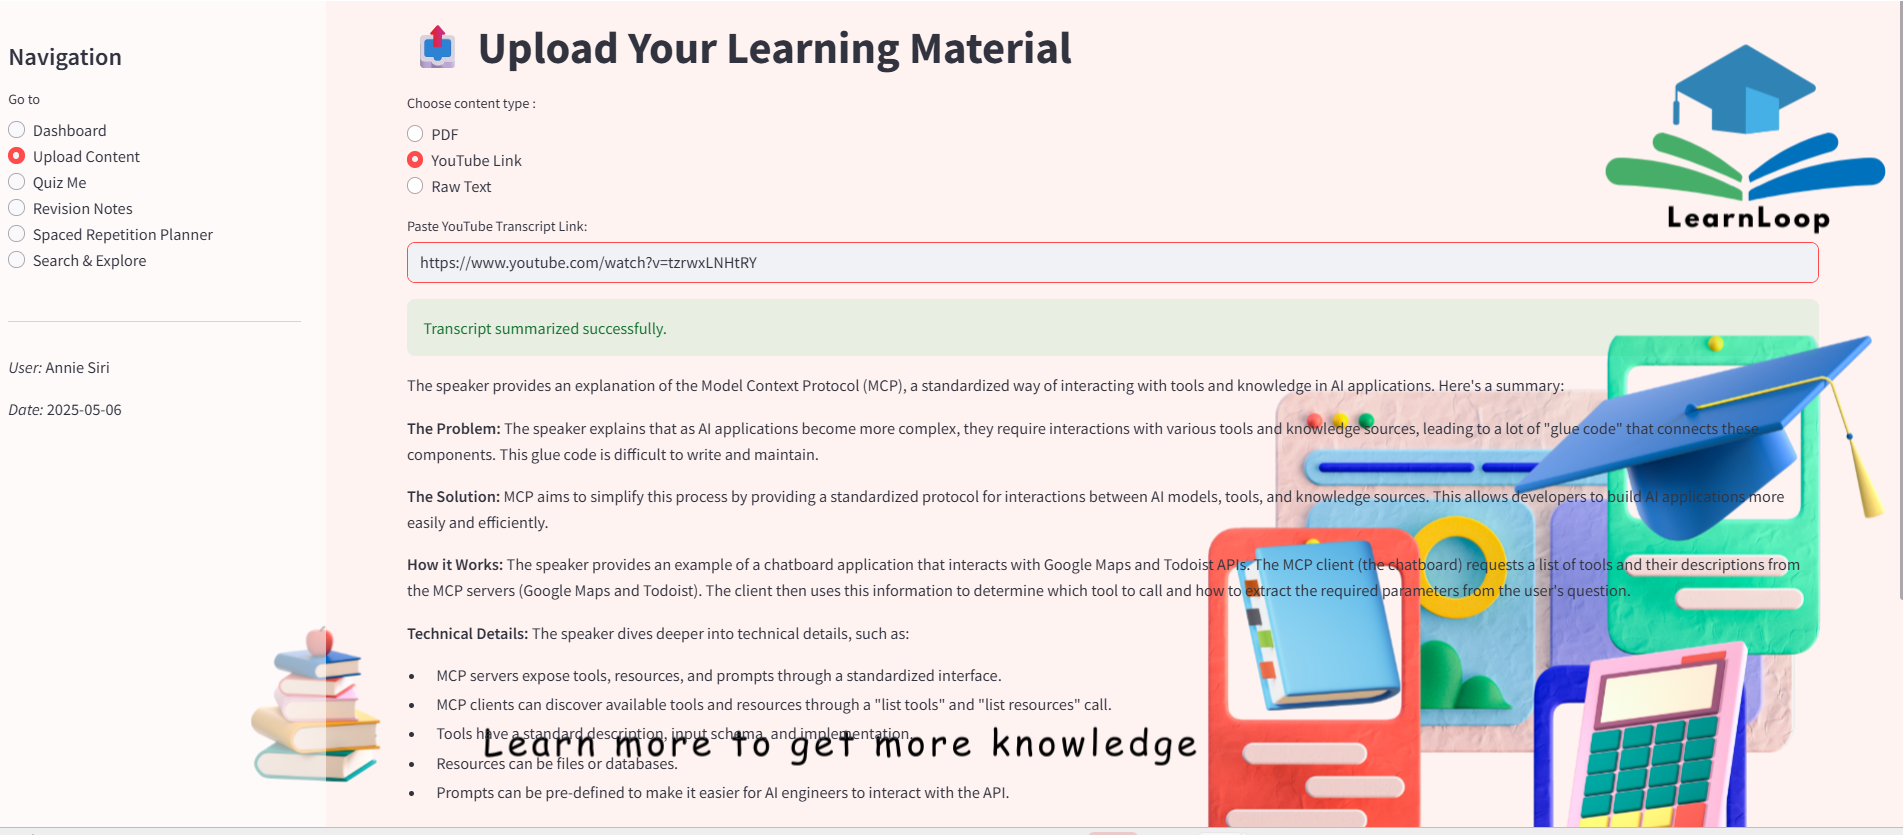 Navigation
Go to
Dashboard
Upload Content
Quiz Me
Revision Notes
Spaced Repetition Planner
Search & Explore
User: Annie Siri
Date: 2025-05-06
Upload Your Learning Material
Choose content type :
PDF
YouTube Link
Raw Text
Paste YouTube Transcript Link:
https://www.youtube.com/watch?v=tzrwxLNHtRY
Transcript summarized successfully.
The speaker provides an explanation of the Model Context Protocol (MCP), a standardized way of interacting with tools and knowledge in AI applications. Here's a summary:
The Problem: The speaker explains that as AI applications become more complex, they require interactions with various tools and knowledge sources, leading to a lot of "glue code" that connects these
components. This glue code is difficult to write and maintain.
The Solution: MCP aims to simplify this process by providing a standardized protocol for interactions between AI models, tools, and knowledge sources. This allows developers to build AI applications more
easily and efficiently.
How it Works: The speaker provides an example of a chatboard application that interacts with Google Maps and Todoist APIs. The MCP client (the chatboard) requests a list of tools and their descriptions from
the MCP servers (Google Maps and Todoist). The client then uses this information to determine which tool to call and how to extract the required parameters from the user's question.
Technical Details: The speaker dives deeper into technical details, such as:
• MCP servers expose tools, resources, and prompts through a standardized interface.
• MCP clients can discover available tools and resources through a "list tools" and "list resources" call.
• Tools have a standard description, input schema, and implementation.
Learn more to get more knowledge
• Resources can be files or databases.
• Prompts can be pre-defined to make it easier for AI engineers to interact with the API.
LearnLoop